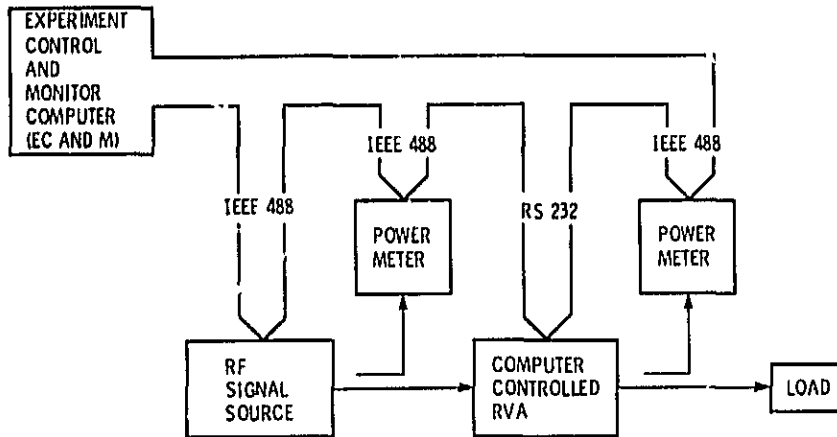 EXPERIMENT
CONTROL
AND
MONITOR
COMPUTER
(EC AND M)
IEEE 488
IEEE 488
RS 232
IEEE 488
POWER
METER
POWER
METER
RF
SIGNAL
SOURCE
COMPUTER
CONTROLLED
RVA
LOAD